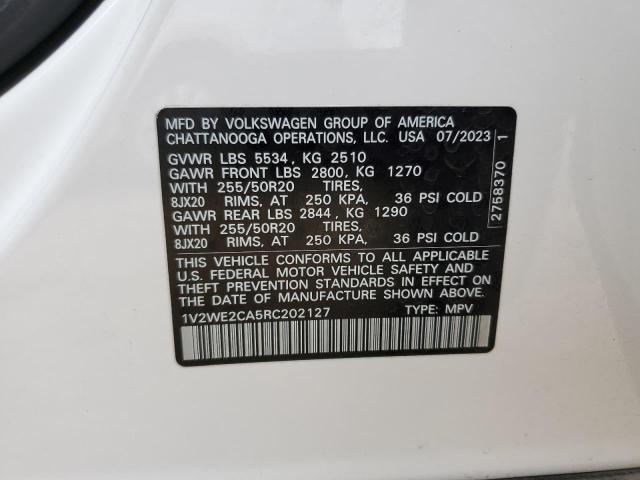 MFD BY VOLKSWAGEN GROUP OF AMERICA
CHATTANOOGA OPERATIONS, LLC. USA 07/2023
GVWR LBS 5534, KG 2510
GAWR FRONT LBS 2800, KG 1270
WITH 255/50R20 TIRES,
8JX20 RIMS, AT 250 KPA, 36 PSI COLD
GAWR REAR LBS 2844, KG 1290
WITH 255/50R20 TIRES,
8JX20 RIMS, AT 250 KPA, 36 PSI COLD
THIS VEHICLE CONFORMS TO ALL APPLICABLE
U.S. FEDERAL MOTOR VEHICLE SAFETY AND
THEFT PREVENTION STANDARDS IN EFFECT ON
THE DATE OF MANUFACTURE SHOWN ABOVE.
1V2WE2CA5RC202127 TYPE: MPV
2758370 1